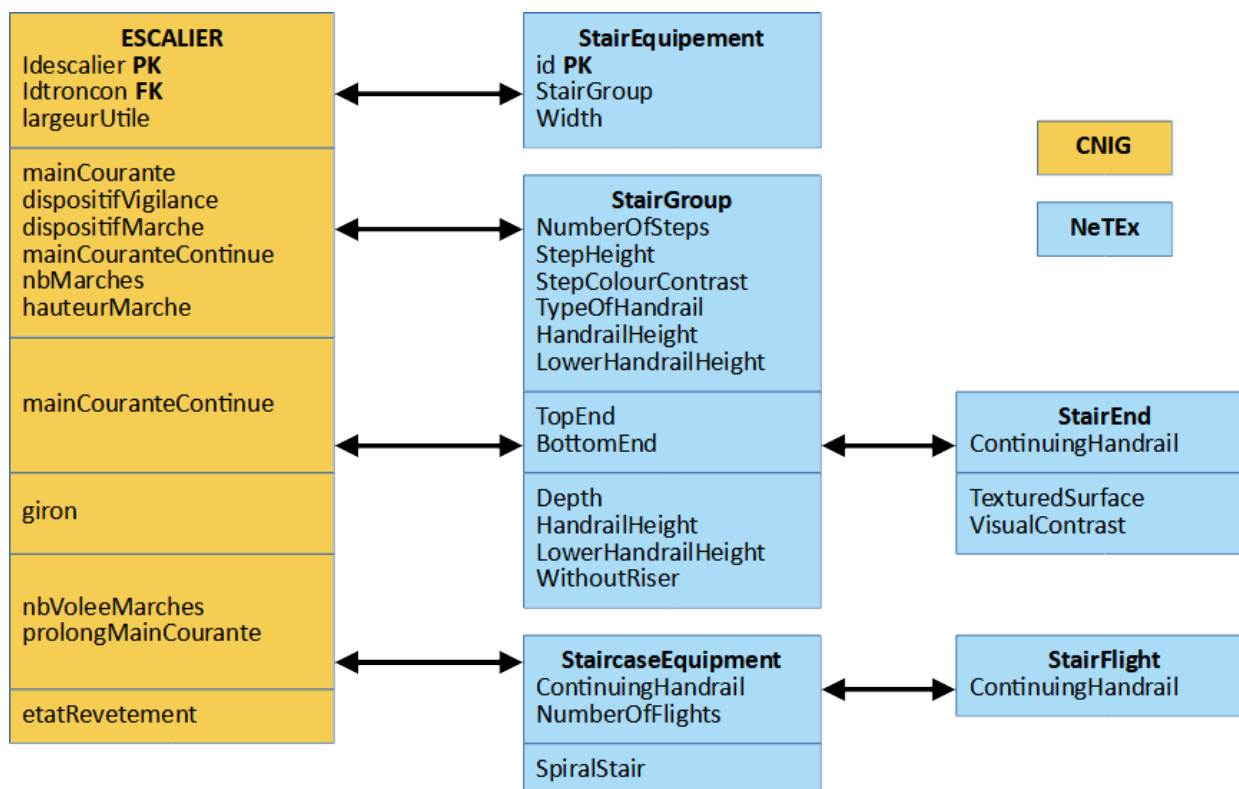 ESCALIER
Idescalier PK
Idtroncon FK
largeurUtile
mainCourante
dispositifVigilance
dispositifMarche
mainCouranteContinue
nbMarches
hauteurMarche
mainCouranteContinue
giron
nbVoleeMarches
prolongMainCourante
etatRevetement
StairEquipement
id PK
StairGroup
Width
StairGroup
NumberOfSteps
StepHeight
StepColourContrast
TypeOfHandrail
HandrailHeight
LowerHandrailHeight
TopEnd
BottomEnd
Depth
HandrailHeight
LowerHandrailHeight
WithoutRiser
StaircaseEquipment
ContinuingHandrail
NumberOfFlights
SpiralStair
CNIG
NeTEx
StairEnd
ContinuingHandrail
TexturedSurface
VisualContrast
StairFlight
ContinuingHandrail